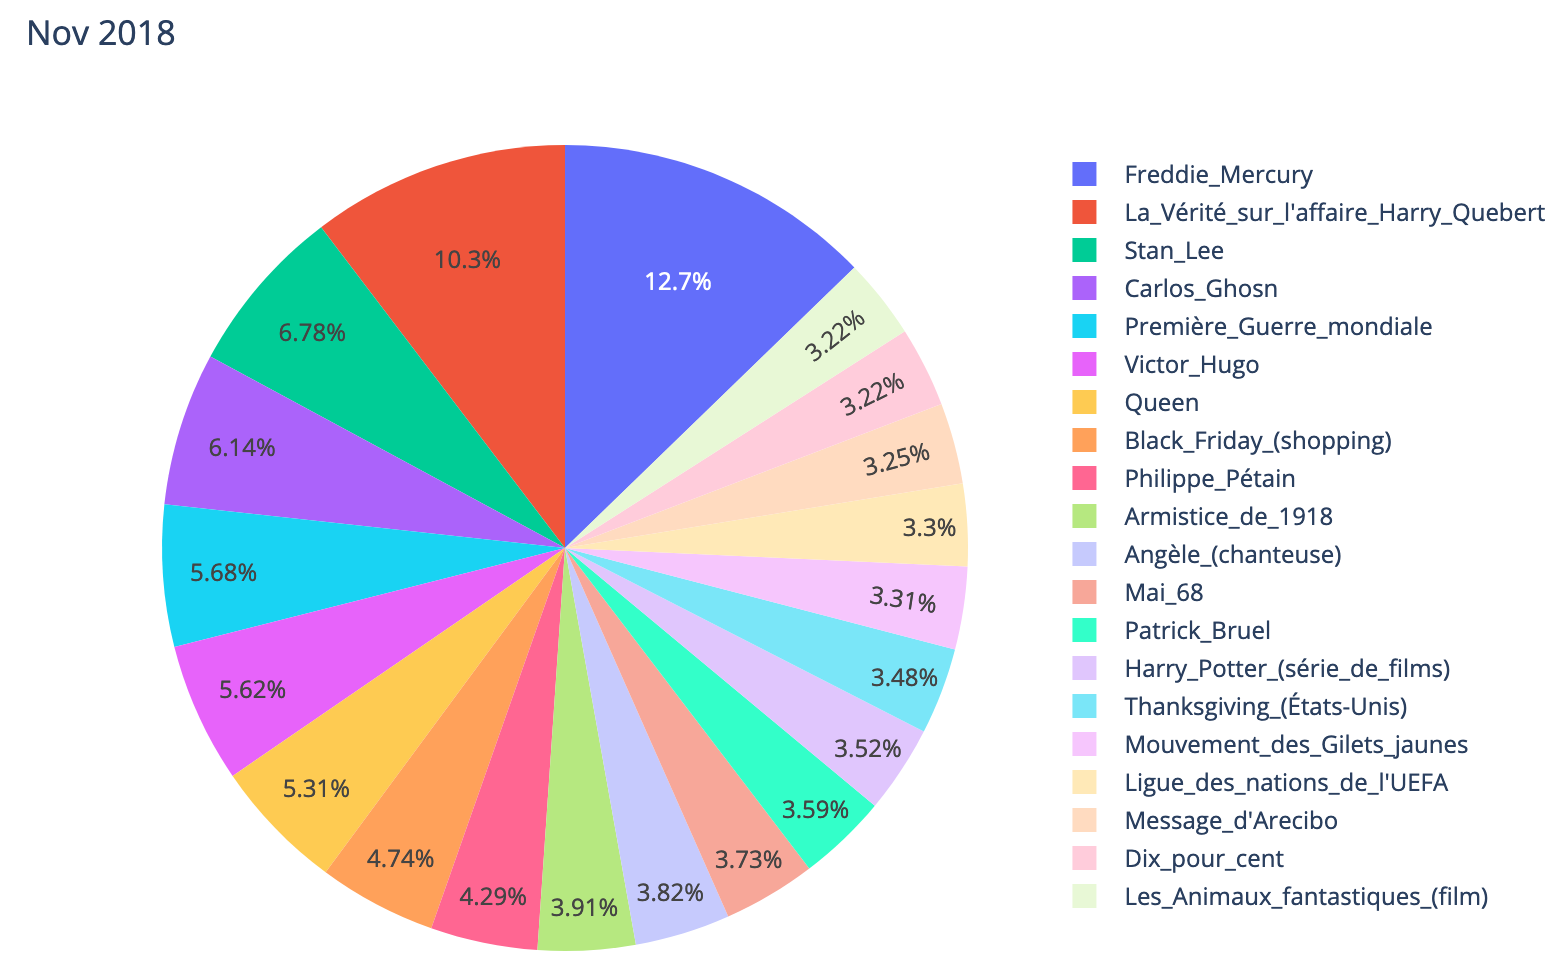 Nov 2018
12.7%
10.3%
6.78%
6.14%
5.68%
5.62%
5.31%
4.74%
4.29%
3.91%
3.82%
3.73%
3.59%
3.52%
3.48%
3.31%
3.3%
3.25%
3.22%
3.22%
Freddie_Mercury
La_Vérité_sur_l'affaire_Harry_Quebert
Stan_Lee
Carlos_Ghosn
Première_Guerre_mondiale
Victor_Hugo
Queen
Black_Friday_(shopping)
Philippe_Pétain
Armistice_de_1918
Angèle_(chanteuse)
Mai_68
Patrick_Bruel
Harry_Potter_(série_de_films)
Thanksgiving_(États-Unis)
Mouvement_des_Gilets_jaunes
Ligue_des_nations_de_l'UEFA
Message_d'Arecibo
Dix_pour_cent
Les_Animaux_fantastiques_(film)